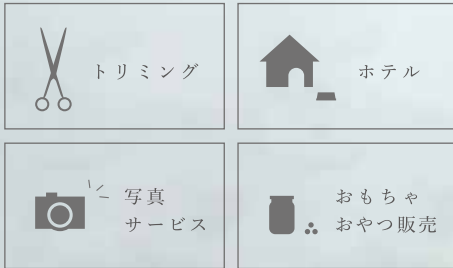 トリミング
ホテル
写真
サービス
おもちゃ
おやつ販売